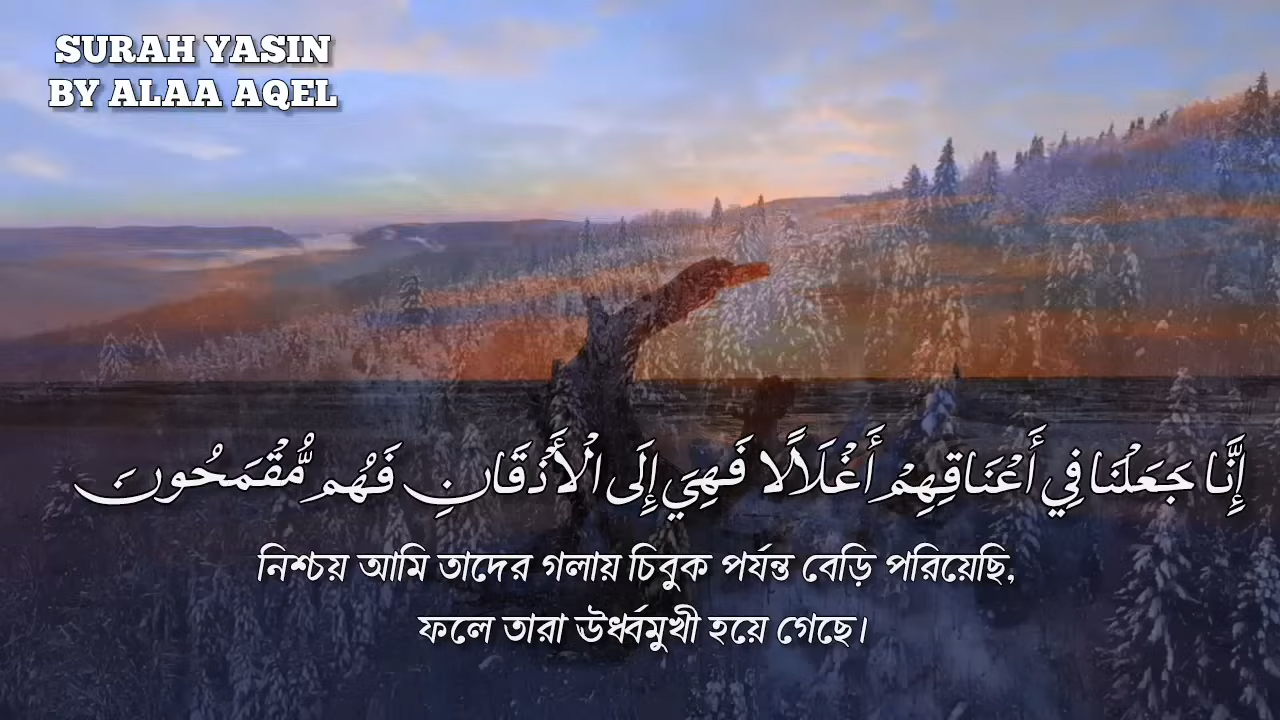 SURAH YASIN
BY ALAA AQEL
إِنَّا جَعَلْنَا فِي أَعْنَاقِهِمْ أَغْلَالًا فَهِيَ إِلَى الْأَذْقَانِ فَهُم مُّقْمَحُونَ
নিশ্চয় আমি তাদের গলায় চিবুক পর্যন্ত বেড়ি পরিয়েছি,
ফলে তারা ঊর্ধ্বমুখী হয়ে গেছে।